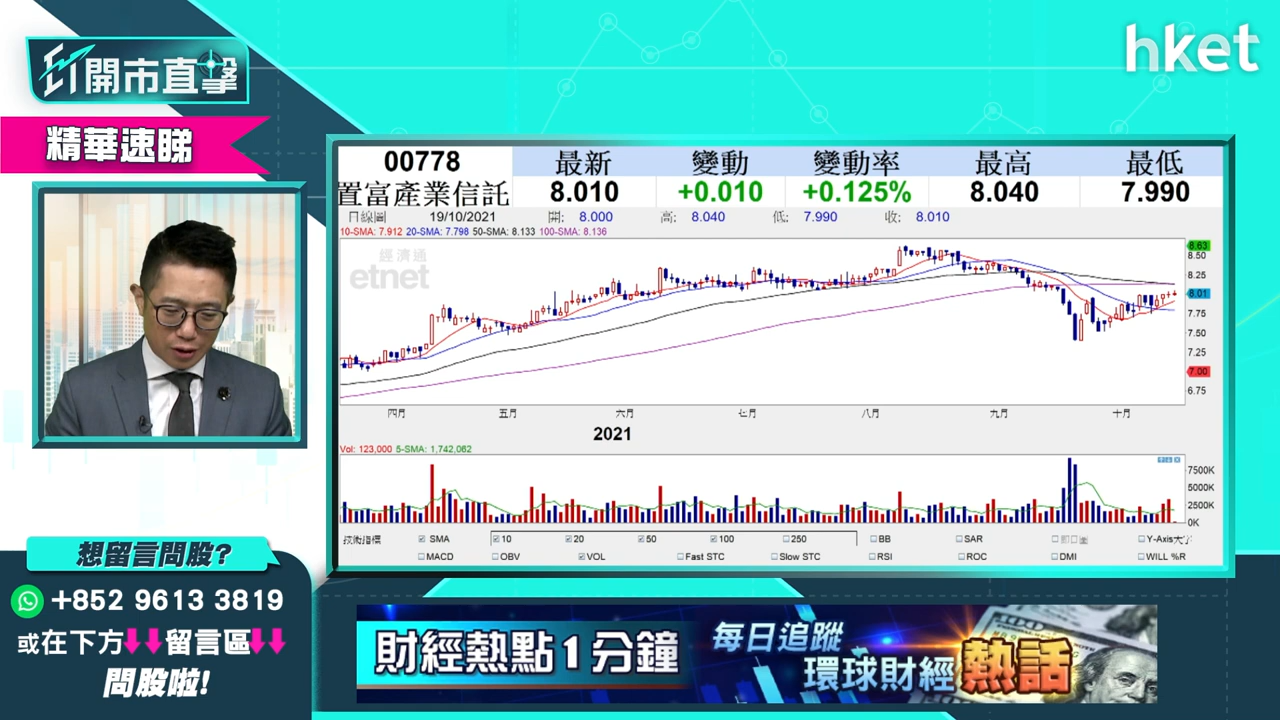 hket
ET開市直擊
精華速睇
00778 最新 變動 變動率 最高 最低
置富產業信託 8.010 +0.010 +0.125% 8.040 7.990
日線圖 19/10/2021 開: 8.000 高: 8.040 低: 7.990 收: 8.010
10-SMA: 7.912 20-SMA: 7.798 50-SMA: 8.133 100-SMA: 8.136
經濟通
etnet
8.63
8.50
8.25
8.01
7.75
7.50
7.25
7.00
6.75
四月 五月 六月 七月 八月 九月 十月
2021
Vol: 123,000 5-SMA: 1,742,062
7500K
5000K
2500K
0K
技術指標 SMA 10 20 50 100 250 BB SAR Y-Axis大
MACD OBV VOL Fast STC Slow STC RSI ROC DMI WILL %R
想留言問股?
+852 9613 3819
或在下方留言區
問股啦!
財經熱點1分鐘
每日追蹤
環球財經熱話